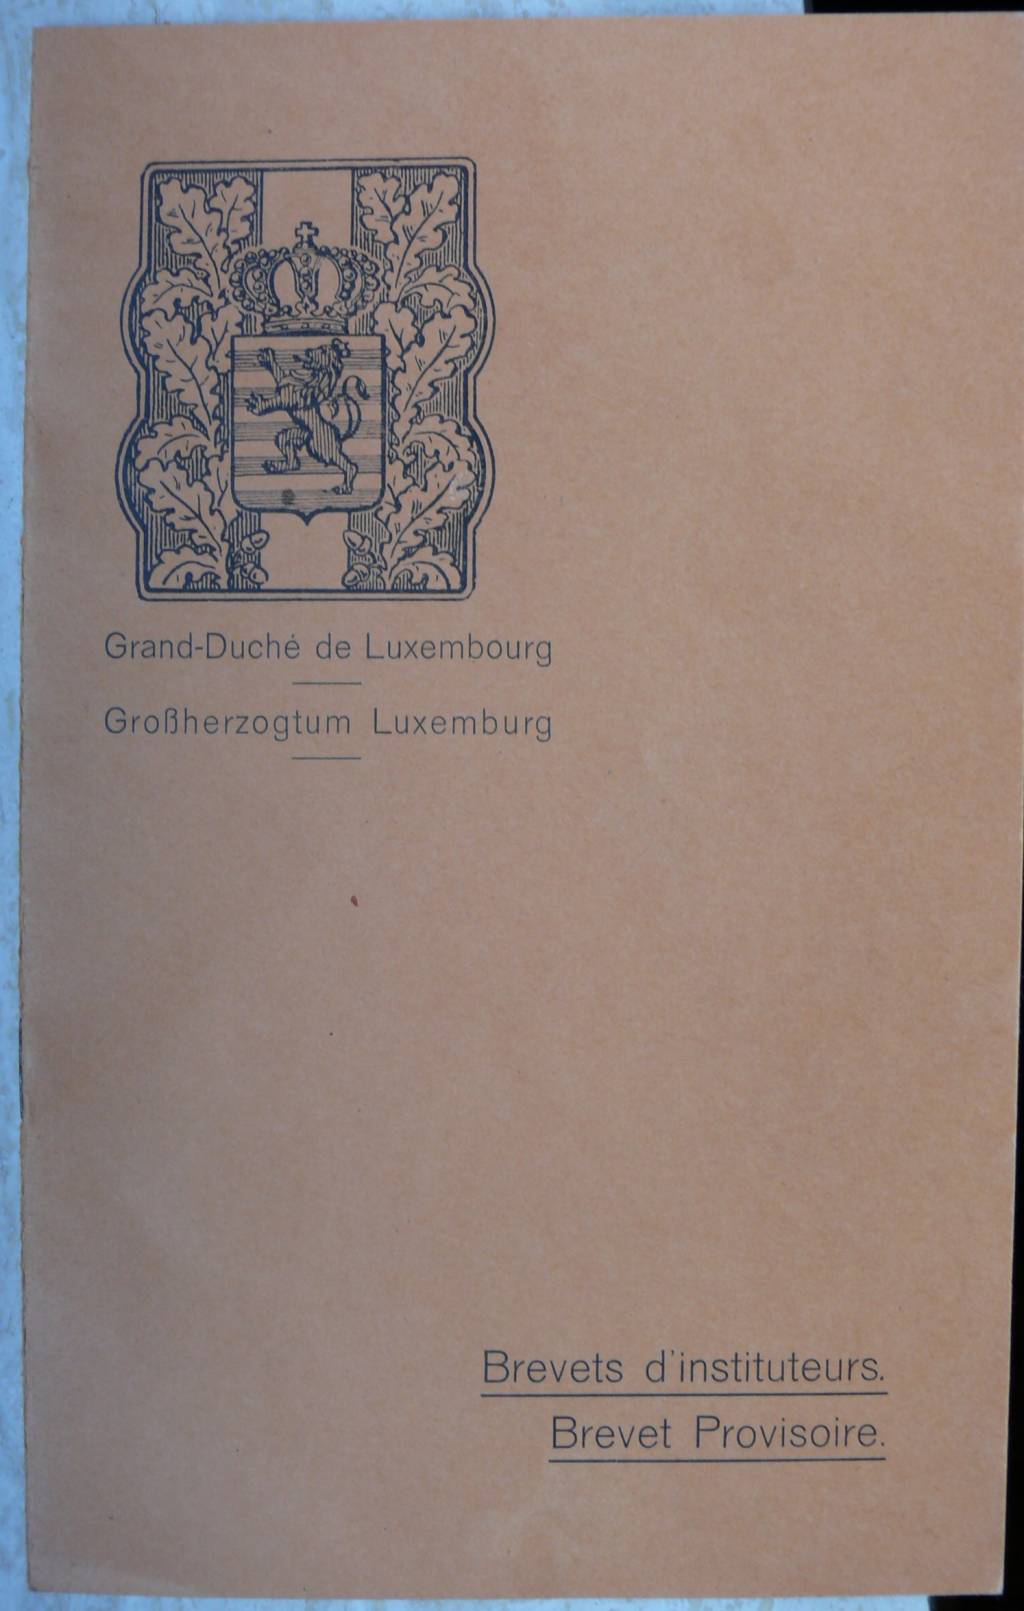 Grand-Duché de Luxembourg
Großherzogtum Luxemburg
Brevets d'instituteurs.
Brevet Provisoire.